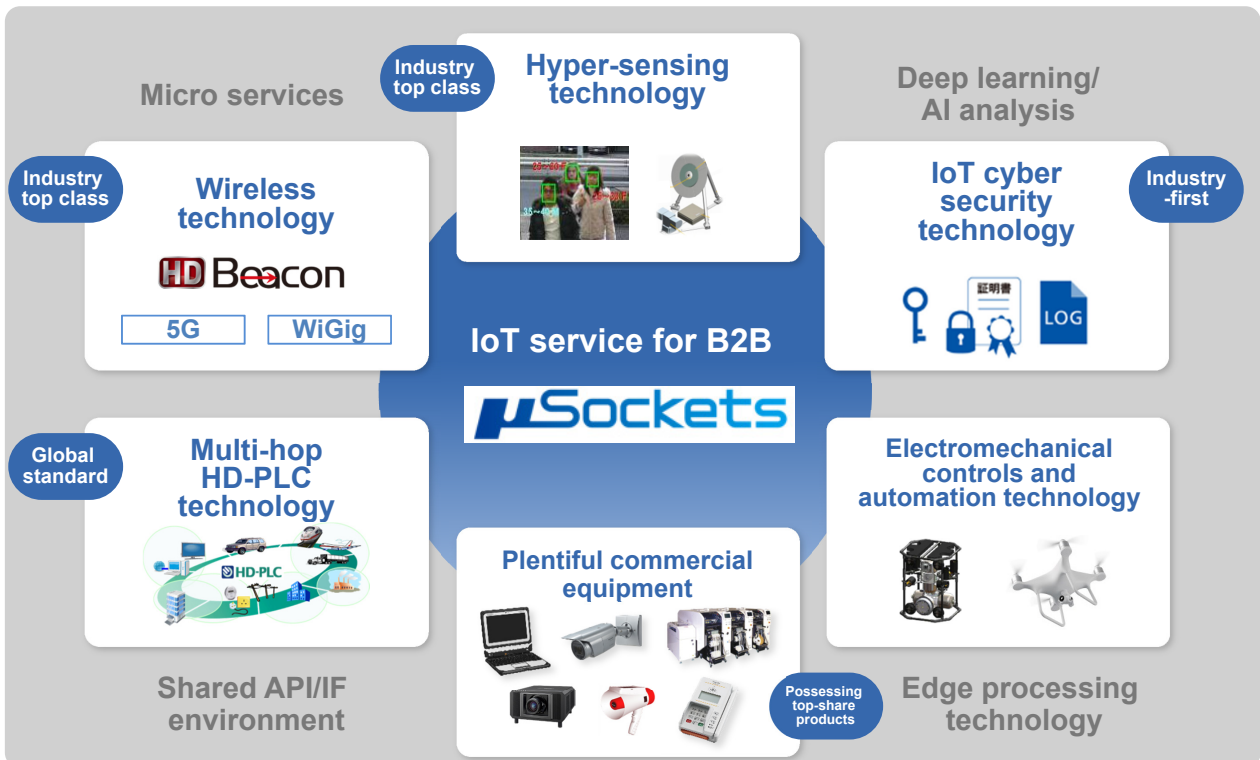 Micro services
Industry
top class
Hyper-sensing
technology
Deep learning/
AI analysis
Industry
top class
Wireless
technology
HD Beacon
5G
WiGig
IoT cyber
security
technology
Industry
-first
証明書
LOG
IoT service for B2B
μSockets
Global
standard
Multi-hop
HD-PLC
technology
HD-PLC
Electromechanical
controls and
automation technology
Plentiful commercial
equipment
Possessing
top-share
products
Shared API/IF
environment
Edge processing
technology